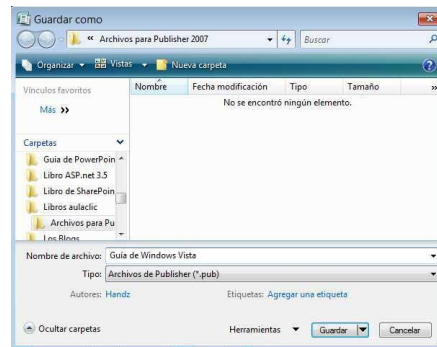 Guardar como
« Archivos para Publisher 2007
Buscar
Organizar Vistas Nueva carpeta
Vínculos favoritos
Más »
Nombre Fecha modificación Tipo Tamaño »
No se encontró ningún elemento.
Carpetas
Guia de PowerPoin
Libro ASP.net 3.5
Libro de SharePoin
Libros aulaclic
Archivos para Pu
Los Blogs
Nombre de archivo: Guía de Windows Vista
Tipo: Archivos de Publisher (*.pub)
Autores: Handz Etiquetas: Agregar una etiqueta
Ocultar carpetas Herramientas Guardar Cancelar